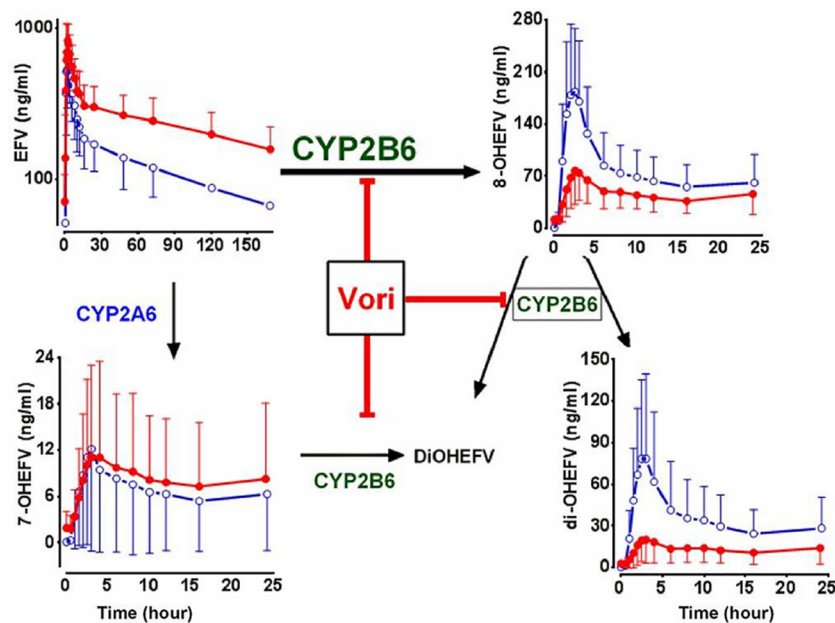 EFV (ng/ml)
1000
100
0 30 60 90 120 150
CYP2B6
8-OHEFV (ng/ml)
280
210
140
70
0
0 5 10 15 20 25
CYP2A6
Vori
CYP2B6
7-OHEFV (ng/ml)
24
18
12
6
0
0 5 10 15 20 25
Time (hour)
CYP2B6
DiOHEFV
di-OHEFV (ng/ml)
150
120
90
60
30
0
0 5 10 15 20 25
Time (hour)